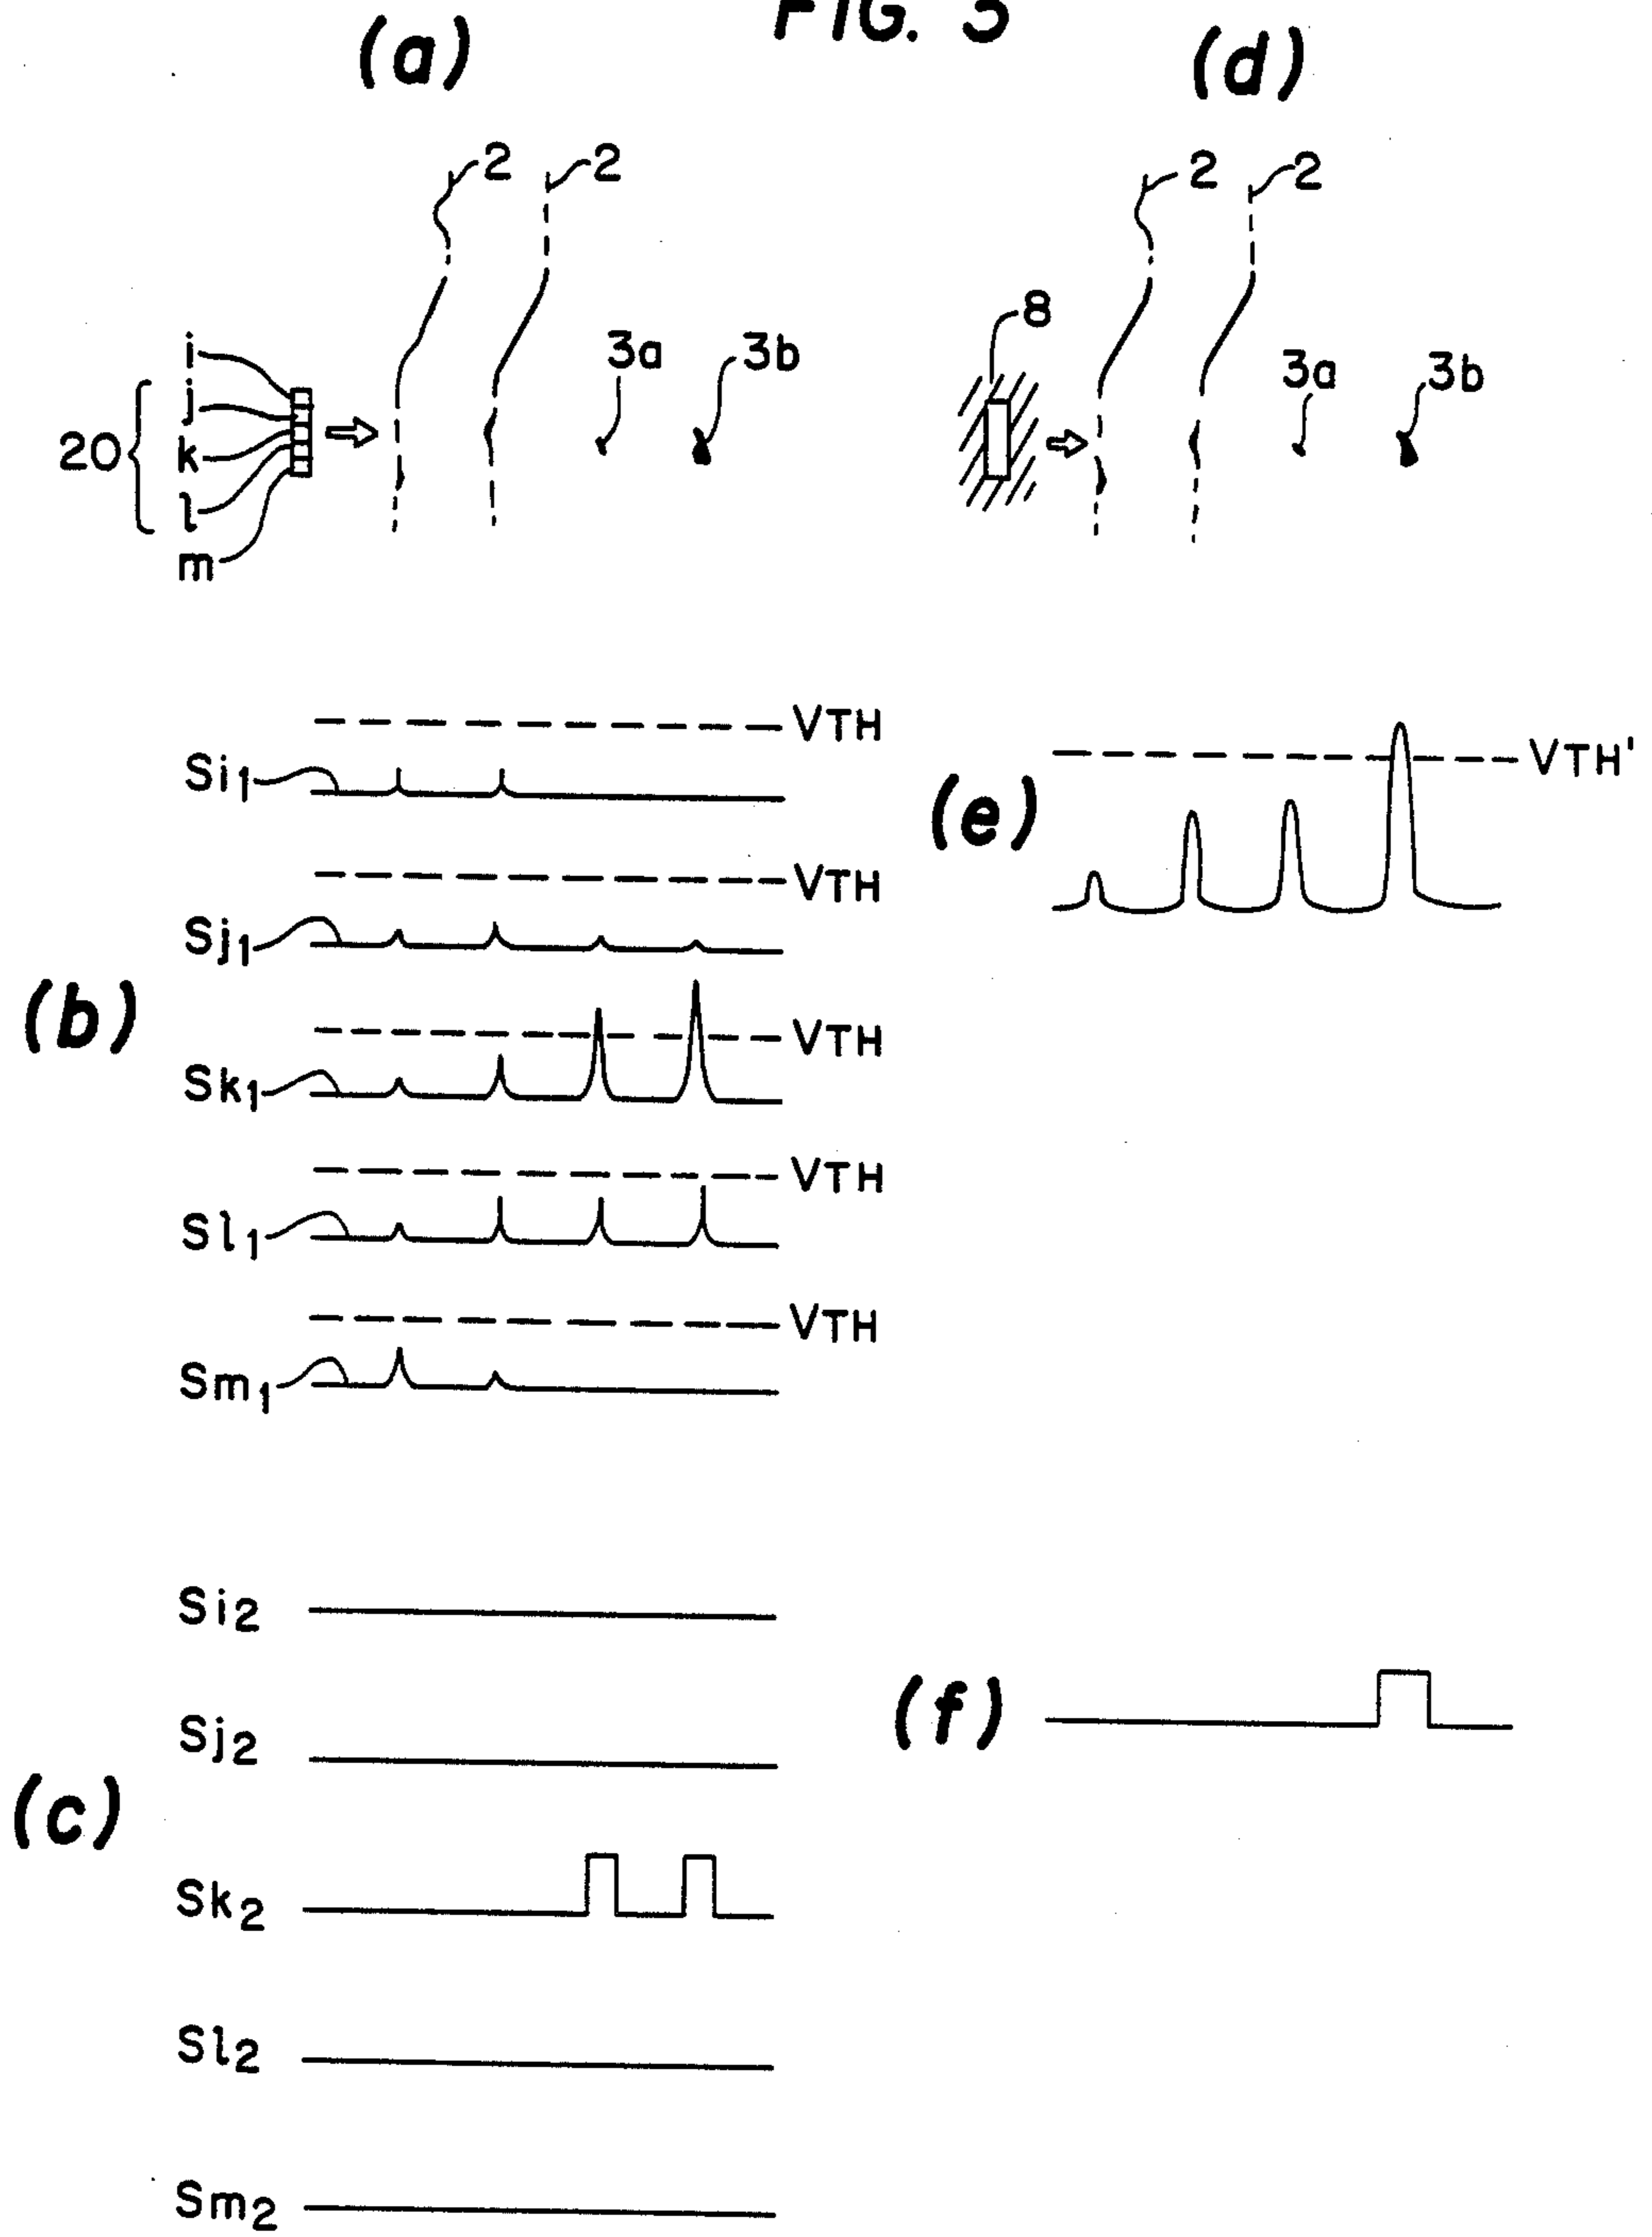 FIG. 5
(a)
(d)
2
2
2
2
8
i
j
k
l
m
20
3a
3b
3a
3b
VTH
Si1
VTH
Sj1
(b)
VTH
Sk1
VTH
Sl1
VTH
Sm1
(e)
VTH'
Si2
Sj2
(c)
Sk2
Sl2
Sm2
(f)